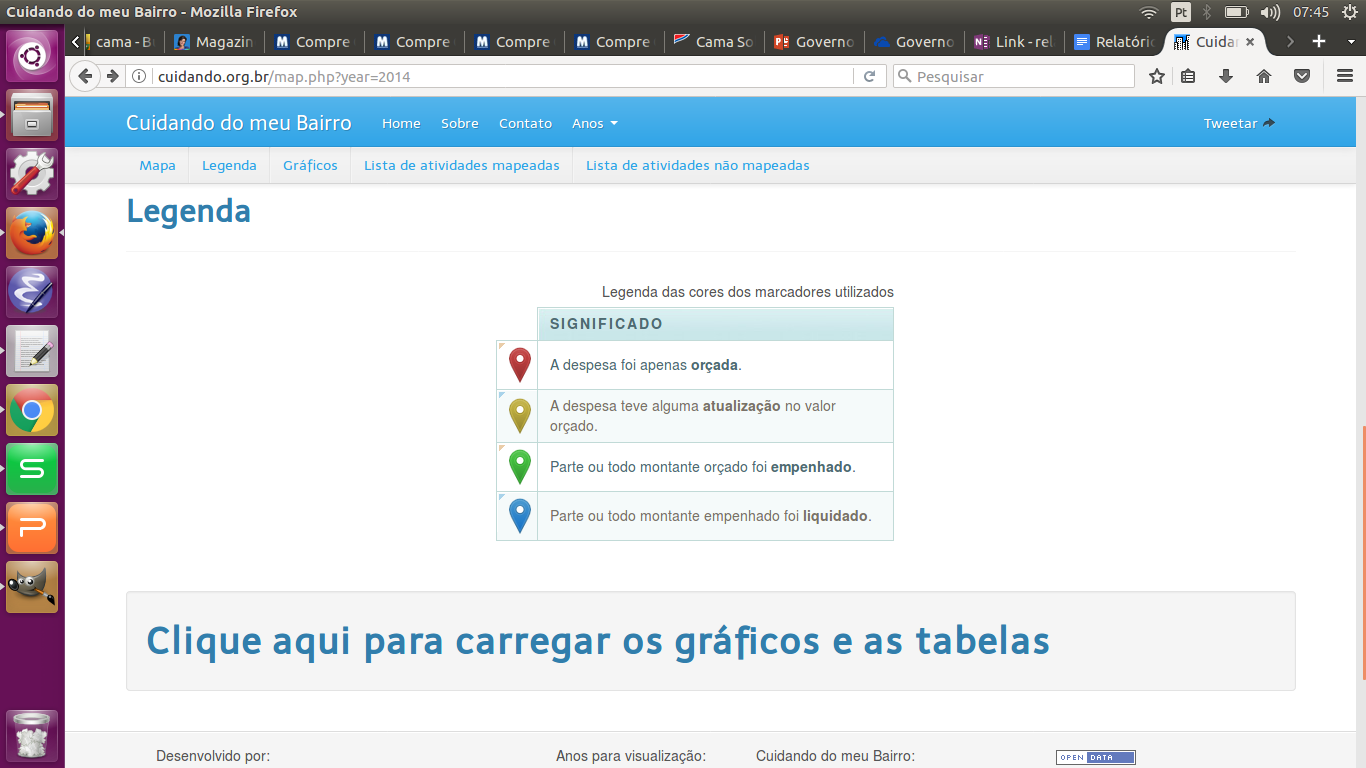 Cuidando do meu Bairro - Mozilla Firefox
Pt
07:45
cama - B
Magazin
Compre
Compre
Compre
Compre
Cama So
Governo
Governo
Link - rel
Relatóri
Cuida
cuidando.org.br/map.php?year=2014
Pesquisar
Cuidando do meu Bairro
Home
Sobre
Contato
Anos
Tweetar
Mapa
Legenda
Gráficos
Lista de atividades mapeadas
Lista de atividades não mapeadas
Legenda
Legenda das cores dos marcadores utilizados
SIGNIFICADO
A despesa foi apenas orçada.
A despesa teve alguma atualização no valor
orçado.
Parte ou todo montante orçado foi empenhado.
Parte ou todo montante empenhado foi liquidado.
Clique aqui para carregar os gráficos e as tabelas
Desenvolvido por:
Anos para visualização:
Cuidando do meu Bairro:
OPEN DATA